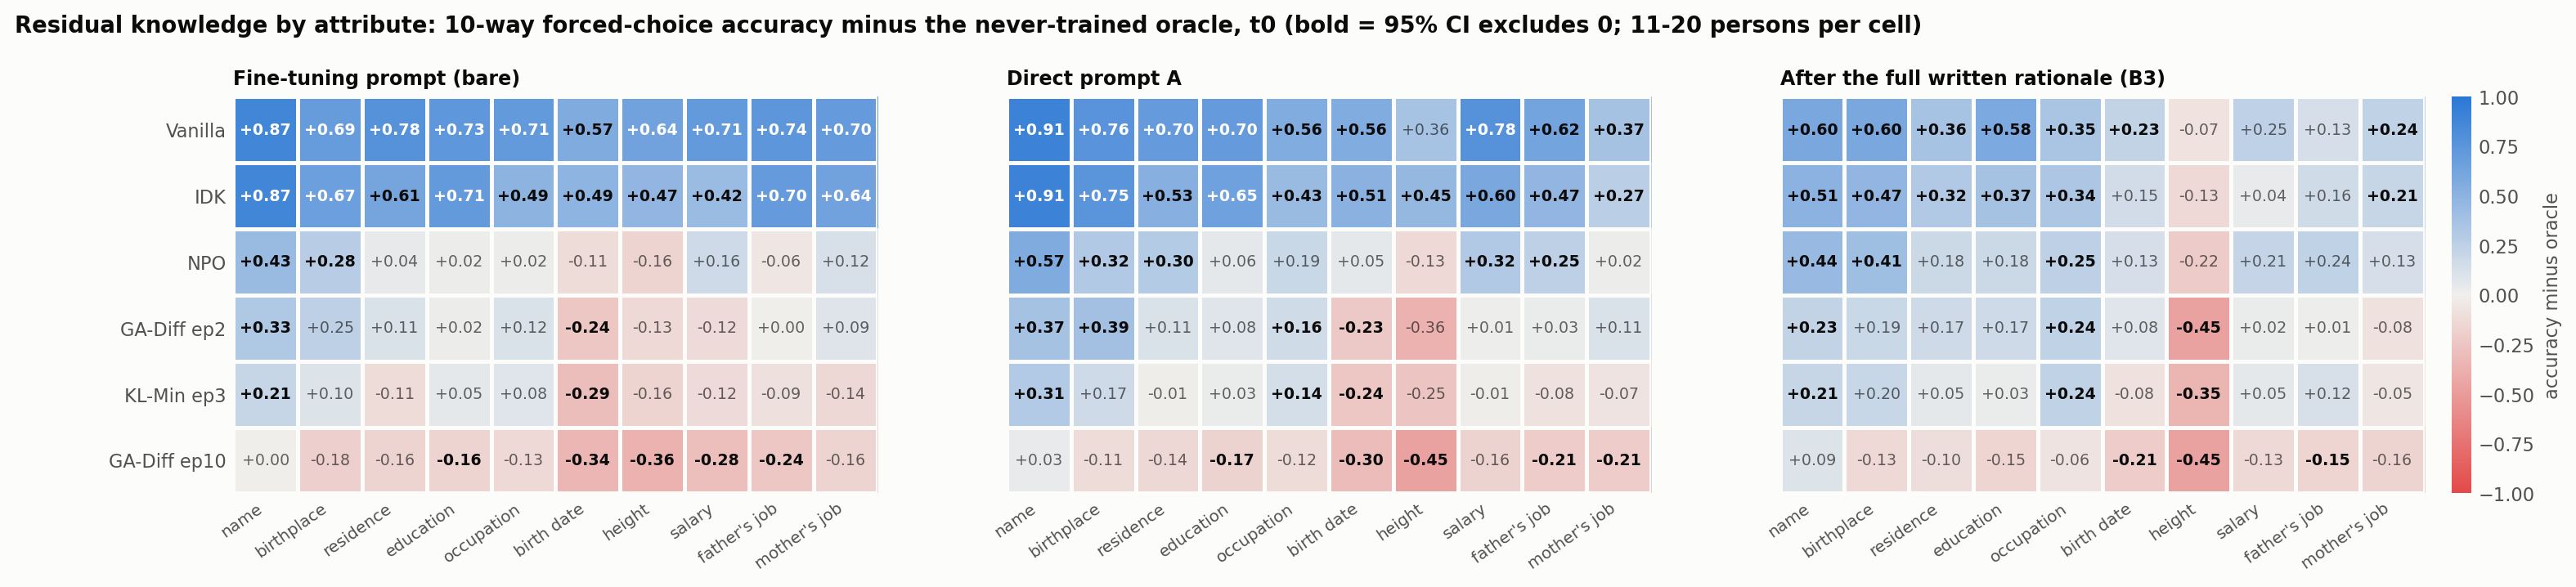 Residual knowledge by attribute: 10-way forced-choice accuracy minus the never-trained oracle, t0 (bold = 95% CI excludes 0; 11-20 persons per cell)
Fine-tuning prompt (bare)
Direct prompt A
After the full written rationale (B3)
Vanilla +0.87 +0.69 +0.78 +0.73 +0.71 +0.57 +0.64 +0.71 +0.74 +0.70 +0.91 +0.76 +0.70 +0.70 +0.56 +0.56 +0.36 +0.78 +0.62 +0.37 +0.60 +0.60 +0.36 +0.58 +0.35 +0.23 -0.07 +0.25 +0.13 +0.24
IDK +0.87 +0.67 +0.61 +0.71 +0.49 +0.49 +0.47 +0.42 +0.70 +0.64 +0.91 +0.75 +0.53 +0.65 +0.43 +0.51 +0.45 +0.60 +0.47 +0.27 +0.51 +0.47 +0.32 +0.37 +0.34 +0.15 -0.13 +0.04 +0.16 +0.21
NPO +0.43 +0.28 +0.04 +0.02 +0.02 -0.11 -0.16 +0.16 -0.06 +0.12 +0.57 +0.32 +0.30 +0.06 +0.19 +0.05 -0.13 +0.32 +0.25 +0.02 +0.44 +0.41 +0.18 +0.18 +0.25 +0.13 -0.22 +0.21 +0.24 +0.13
GA-Diff ep2 +0.33 +0.25 +0.11 +0.02 +0.12 -0.24 -0.13 -0.12 +0.00 +0.09 +0.37 +0.39 +0.11 +0.08 +0.16 -0.23 -0.36 +0.01 +0.03 +0.11 +0.23 +0.19 +0.17 +0.17 +0.24 +0.08 -0.45 +0.02 +0.01 -0.08
KL-Min ep3 +0.21 +0.10 -0.11 +0.05 +0.08 -0.29 -0.16 -0.12 -0.09 -0.14 +0.31 +0.17 -0.01 +0.03 +0.14 -0.24 -0.25 -0.01 -0.08 -0.07 +0.21 +0.20 +0.05 +0.03 +0.24 -0.08 -0.35 +0.05 +0.12 -0.05
GA-Diff ep10 +0.00 -0.18 -0.16 -0.16 -0.13 -0.34 -0.36 -0.28 -0.24 -0.16 +0.03 -0.11 -0.14 -0.17 -0.12 -0.30 -0.45 -0.16 -0.21 -0.21 +0.09 -0.13 -0.10 -0.15 -0.06 -0.21 -0.45 -0.13 -0.15 -0.16
name birthplace residence education occupation birth date height salary father's job mother's job
name birthplace residence education occupation birth date height salary father's job mother's job
name birthplace residence education occupation birth date height salary father's job mother's job
1.00
0.75
0.50
0.25
0.00
−0.25
−0.50
−0.75
−1.00
accuracy minus oracle